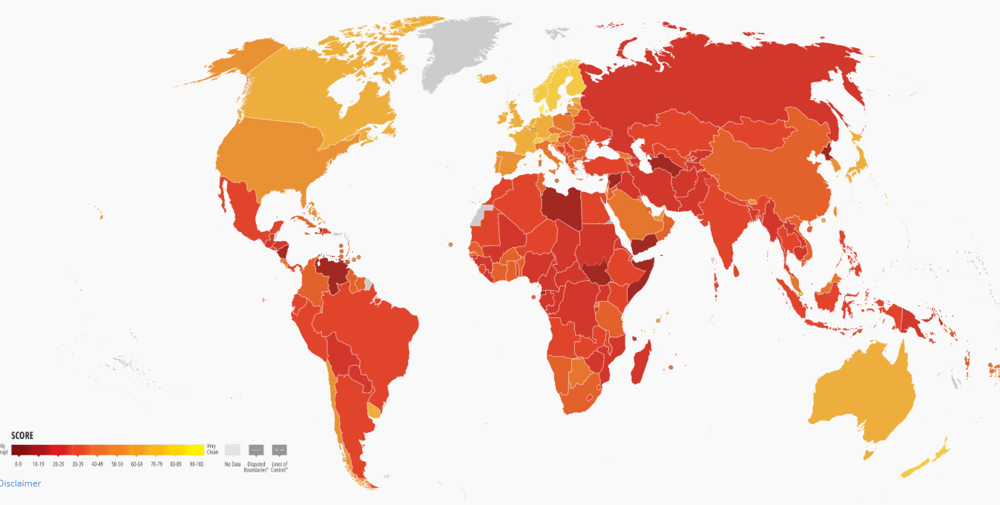 SCORE
Very
Clean
0-9 10-19 20-29 30-39 40-49 50-59 60-69 70-79 80-89 90-100
No Data
Disputed
Boundaries*
Lines of
Control*
Disclaimer